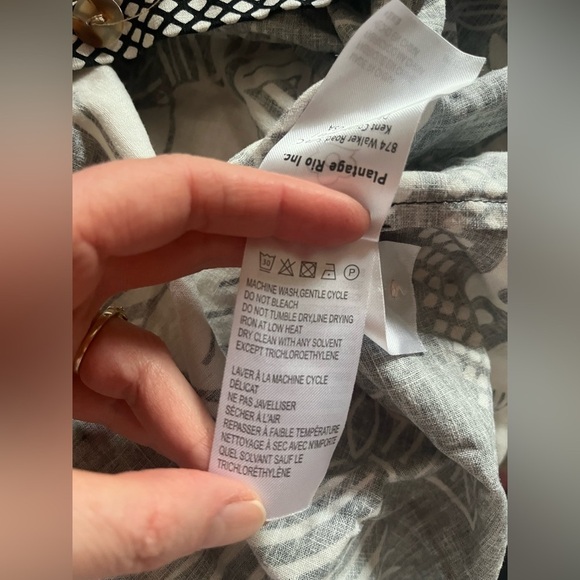 Plantage Rio Inc.
874 Walker Road
Kent
30
P
MACHINE WASH,GENTLE CYCLE
DO NOT BLEACH
DO NOT TUMBLE DRY,LINE DRYING
IRON AT LOW HEAT
DRY CLEAN WITH ANY SOLVENT
EXCEPT TRICHLOROETHYLENE
LAVER À LA MACHINE CYCLE
DÉLICAT
NE PAS JAVELLISER
SÉCHER À L'AIR
REPASSER À FAIBLE TEMPÉRATURE
NETTOYAGE À SEC AVEC N'IMPORTE
QUEL SOLVANT SAUF LE
TRICHLORÉTHYLÈNE